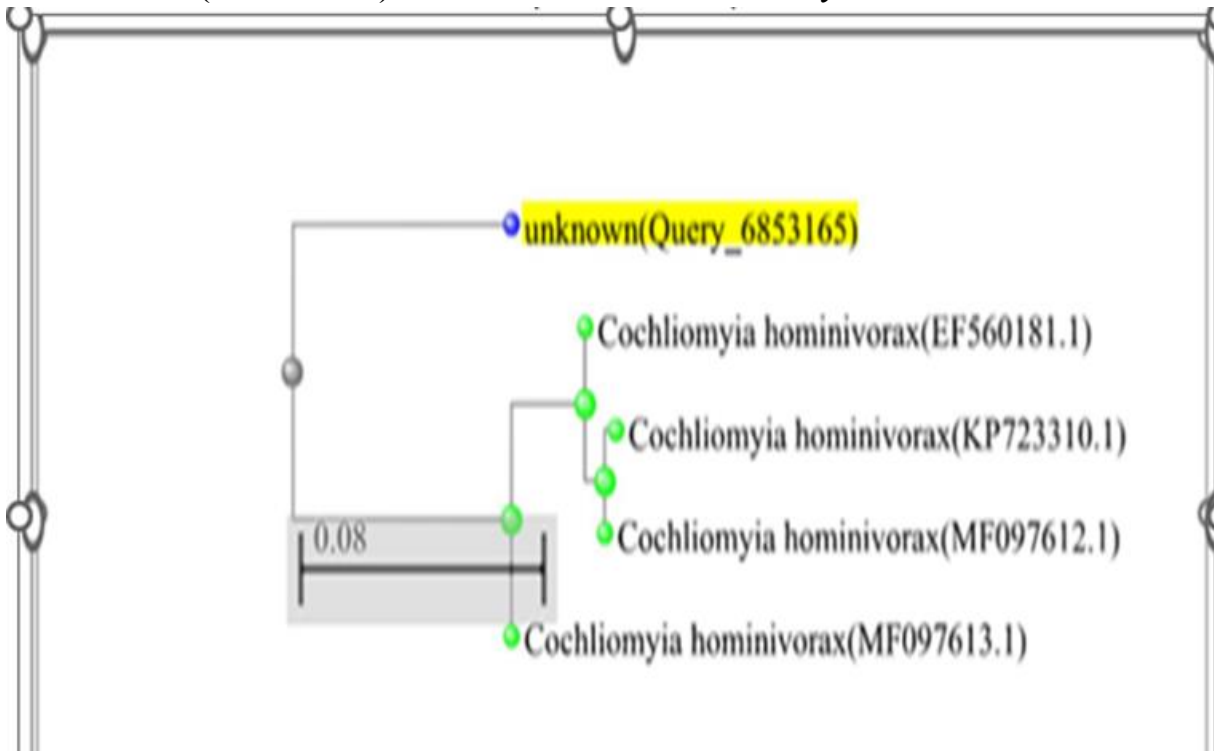 unknown(Query_6853165)
Cochliomyia hominivorax(EF560181.1)
Cochliomyia hominivorax(KP723310.1)
Cochliomyia hominivorax(MF097612.1)
0.08
Cochliomyia hominivorax(MF097613.1)